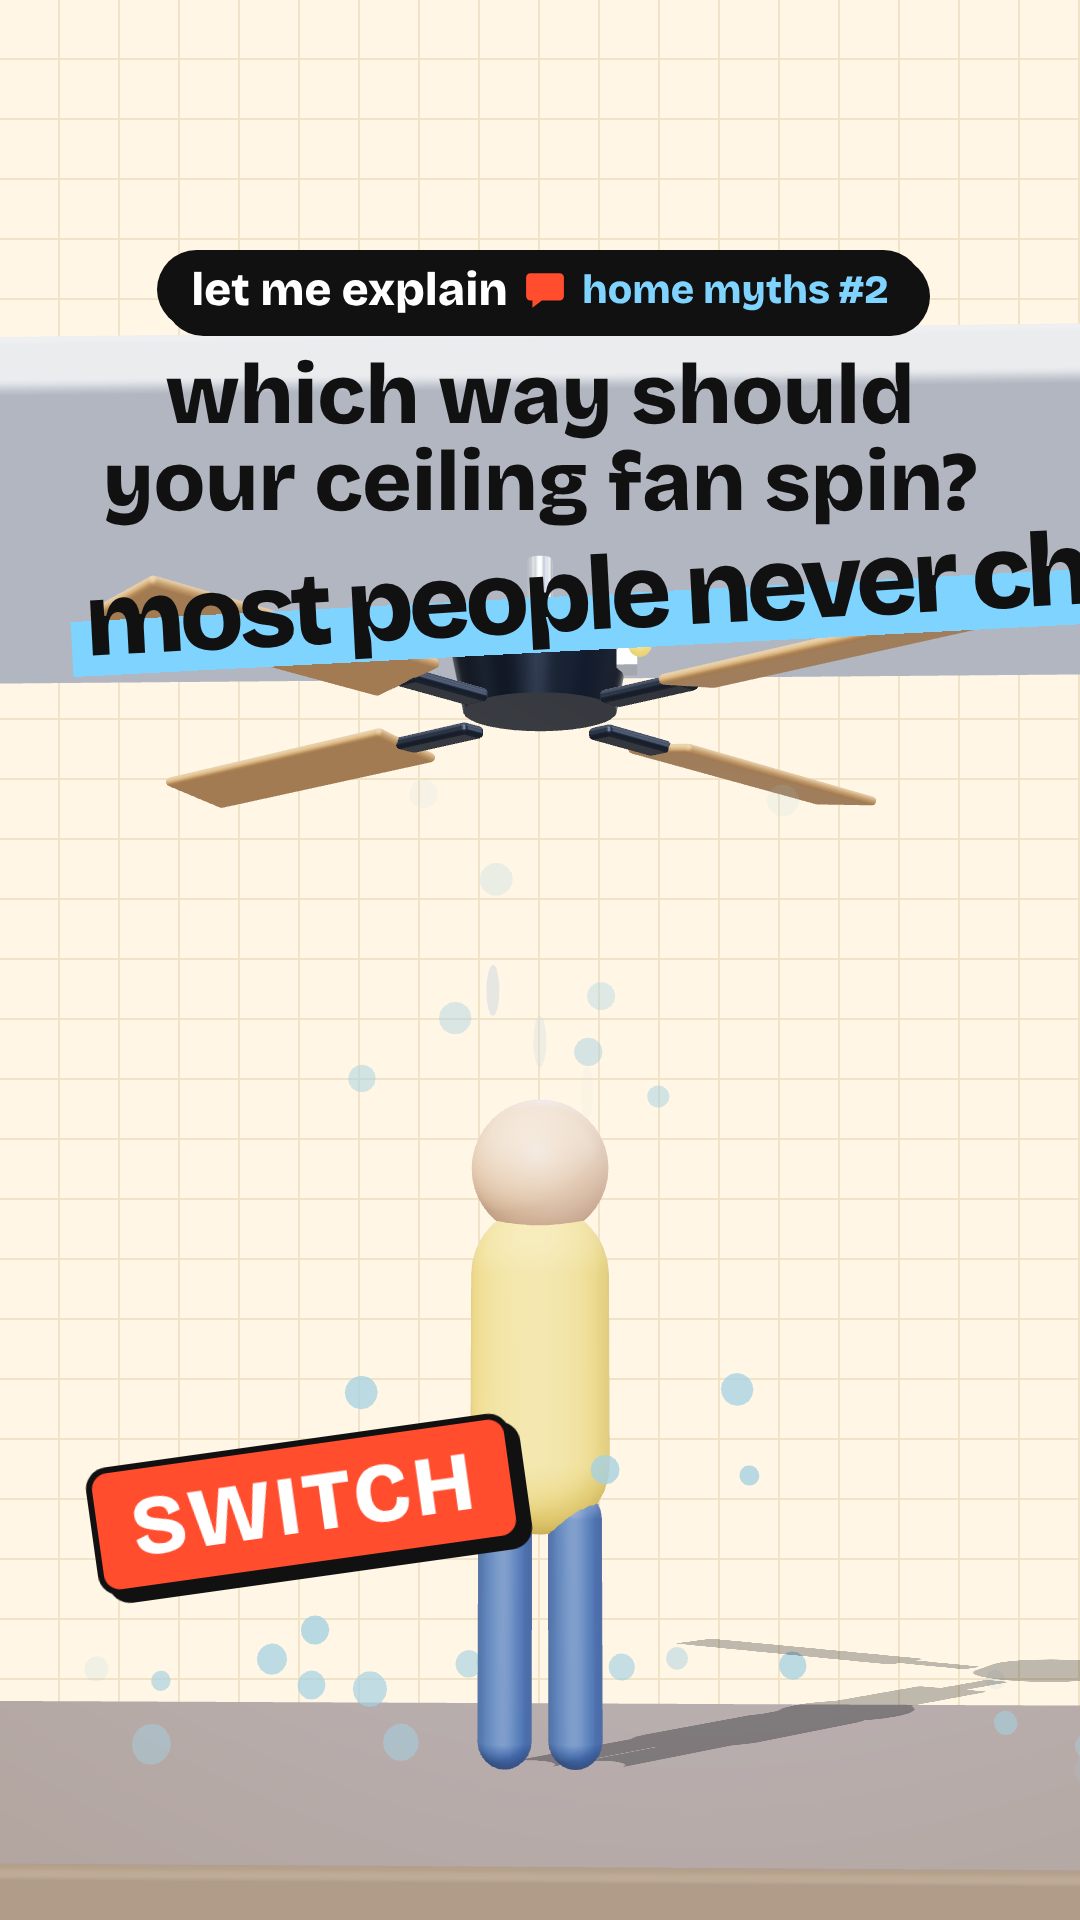 let me explain home myths #2
which way should
your ceiling fan spin?
most people never ch
SWITCH